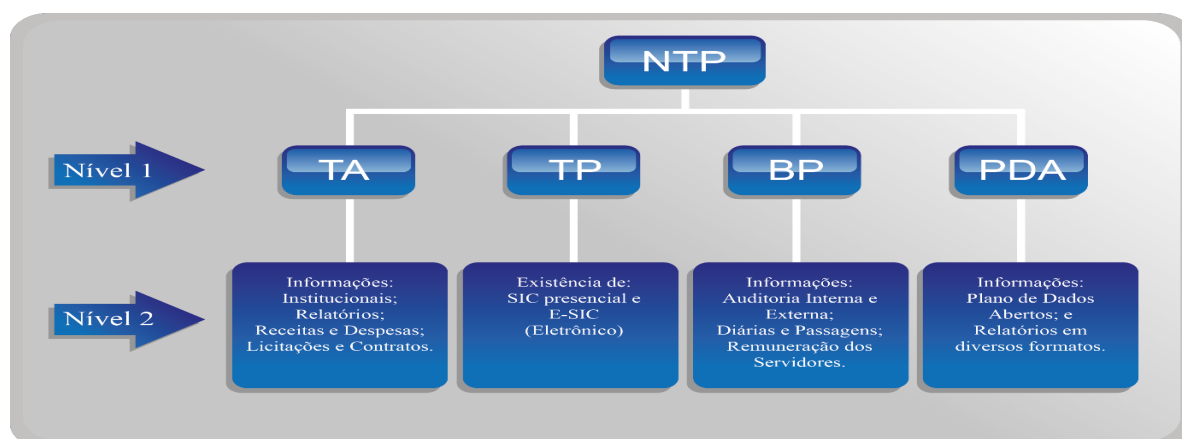 NTP
Nível 1
TA
TP
BP
PDA
Nível 2
Informações:
Institucionais;
Relatórios;
Receitas e Despesas;
Licitações e Contratos.
Existência de:
SIC presencial e
E-SIC
(Eletrônico)
Informações:
Auditoria Interna e
Externa;
Diárias e Passagens;
Remuneração dos
Servidores.
Informações:
Plano de Dados
Abertos; e
Relatórios em
diversos formatos.